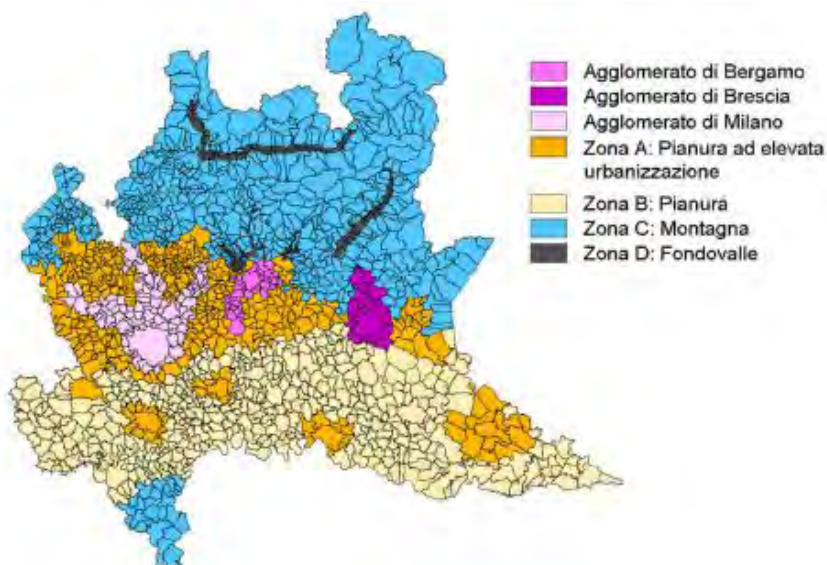 Agglomerato di Bergamo
Agglomerato di Brescia
Agglomerato di Milano
Zona A: Pianura ad elevata
urbanizzazione
Zona B: Pianura
Zona C: Montagna
Zona D: Fondovalle